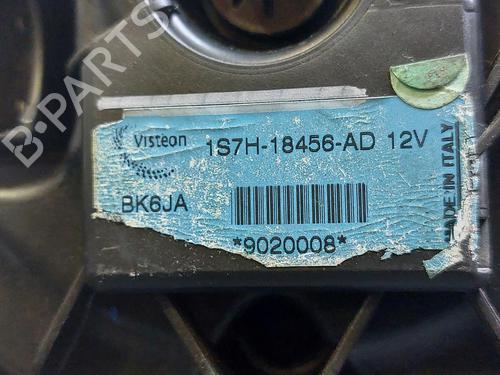 B-PARTS
Visteon
1S7H-18456-AD 12V
BK6JA
*9020008*
MADE IN ITALY